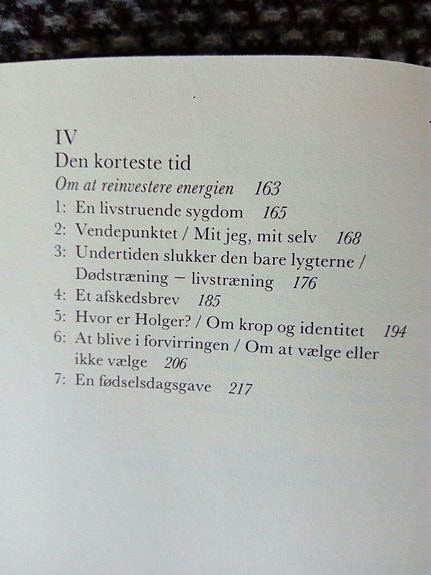 IV
Den korteste tid
Om at reinvestere energien 163
1: En livstruende sygdom 165
2: Vendepunktet / Mit jeg, mit selv 168
3: Undertiden slukker den bare lygterne /
Dødstræning – livstræning 176
4: Et afskedsbrev 185
5: Hvor er Holger? / Om krop og identitet 194
6: At blive i forvirringen / Om at vælge eller
ikke vælge 206
7: En fødselsdagsgave 217